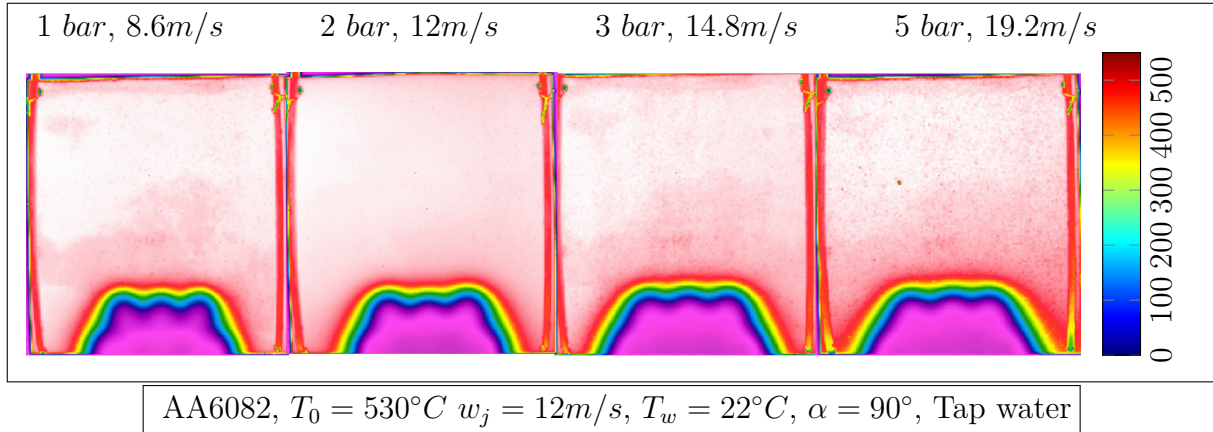 1 bar, 8.6m/s
2 bar, 12m/s
3 bar, 14.8m/s
5 bar, 19.2m/s
500
400
300
200
100
0
AA6082, T₀ = 530°C w_j = 12m/s, T_w = 22°C, α = 90°, Tap water